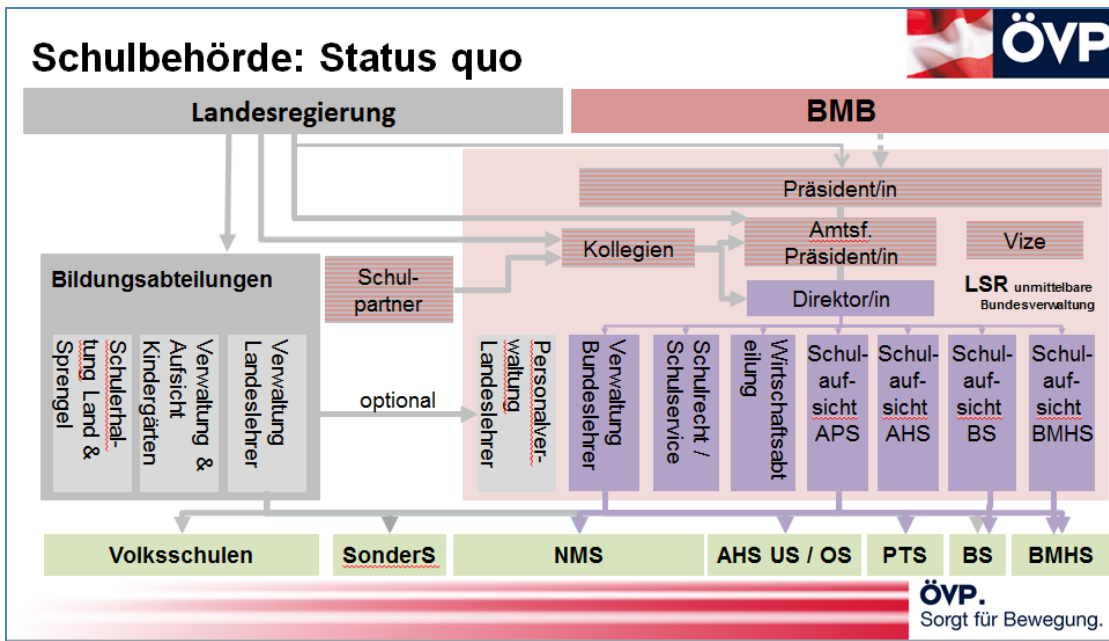 Schulbehörde: Status quo
ÖVP
Landesregierung
BMB
Präsident/in
Amtsf.
Präsident/in
Kollegien
Vize
Schul-
partner
Bildungsabteilungen
Direktor/in
LSR unmittelbare
Bundesverwaltung
Schulerhal-
tung Land &
Sprengel
Verwaltung &
Aufsicht
Kindergärten
Verwaltung
Landeslehrer
optional
Personalver-
waltung
Landeslehrer
Verwaltung
Bundeslehrer
Schulrecht /
Schulservice
Wirtschaftsabt
eilung
Schul-
auf-
sicht
APS
Schul-
auf-
sicht
AHS
Schul-
auf-
sicht
BS
Schul-
auf-
sicht
BMHS
Volksschulen
SonderS
NMS
AHS US / OS
PTS
BS
BMHS
ÖVP.
Sorgt für Bewegung.